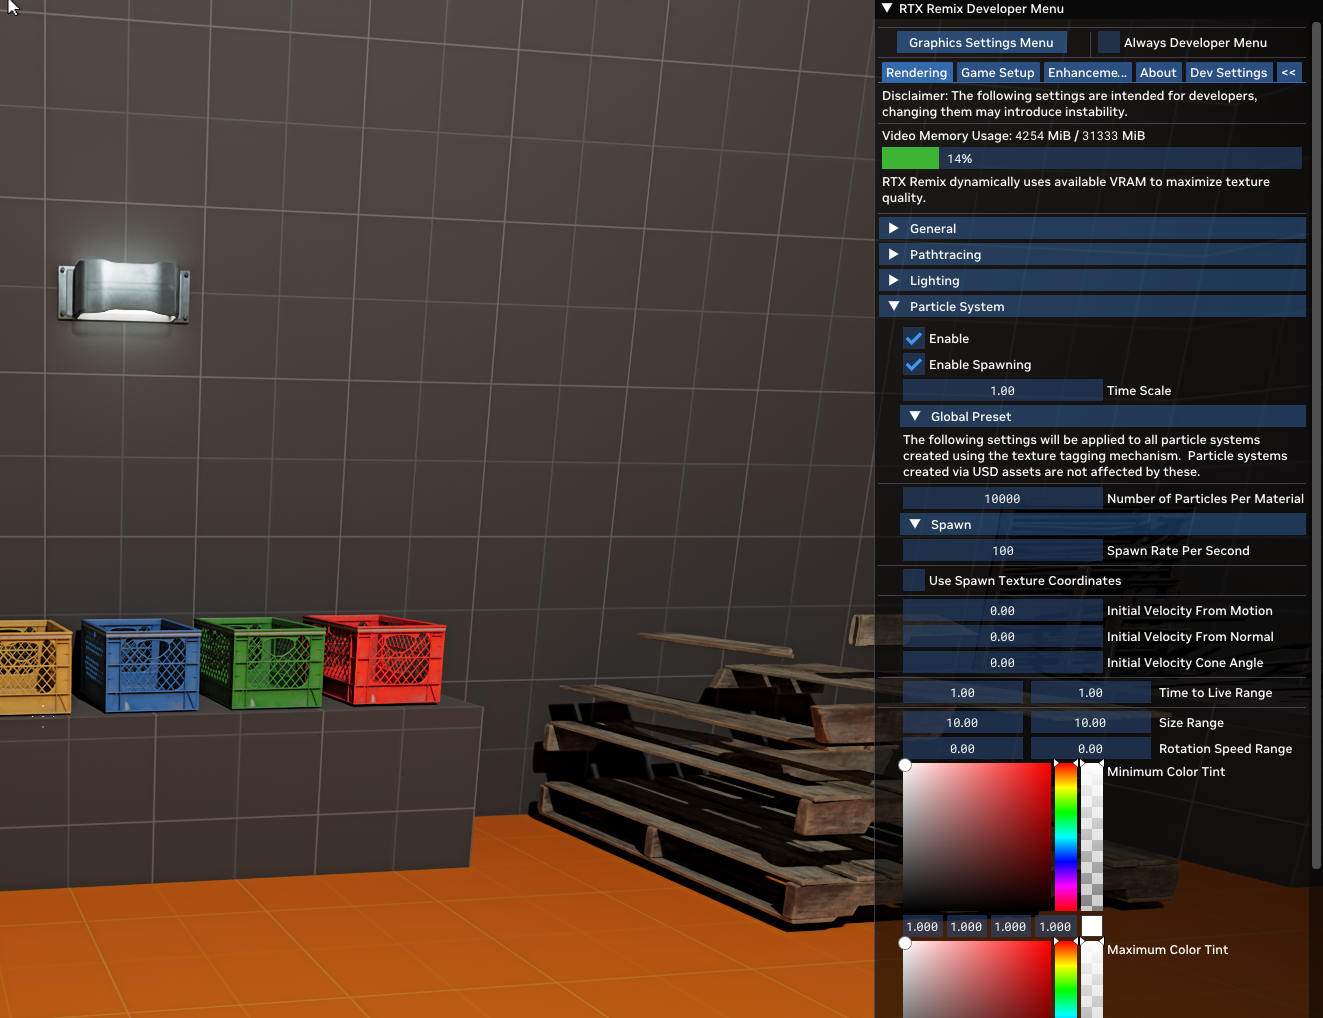 RTX Remix Developer Menu
Graphics Settings Menu
Always Developer Menu
Rendering
Game Setup
Enhanceme...
About
Dev Settings
<<
Disclaimer: The following settings are intended for developers,
changing them may introduce instability.
Video Memory Usage: 4254 MiB / 31333 MiB
14%
RTX Remix dynamically uses available VRAM to maximize texture
quality.
General
Pathtracing
Lighting
Particle System
Enable
Enable Spawning
1.00 Time Scale
Global Preset
The following settings will be applied to all particle systems
created using the texture tagging mechanism. Particle systems
created via USD assets are not affected by these.
10000 Number of Particles Per Material
Spawn
100 Spawn Rate Per Second
Use Spawn Texture Coordinates
0.00 Initial Velocity From Motion
0.00 Initial Velocity From Normal
0.00 Initial Velocity Cone Angle
1.00 1.00 Time to Live Range
10.00 10.00 Size Range
0.00 0.00 Rotation Speed Range
Minimum Color Tint
1.000 1.000 1.000 1.000
Maximum Color Tint